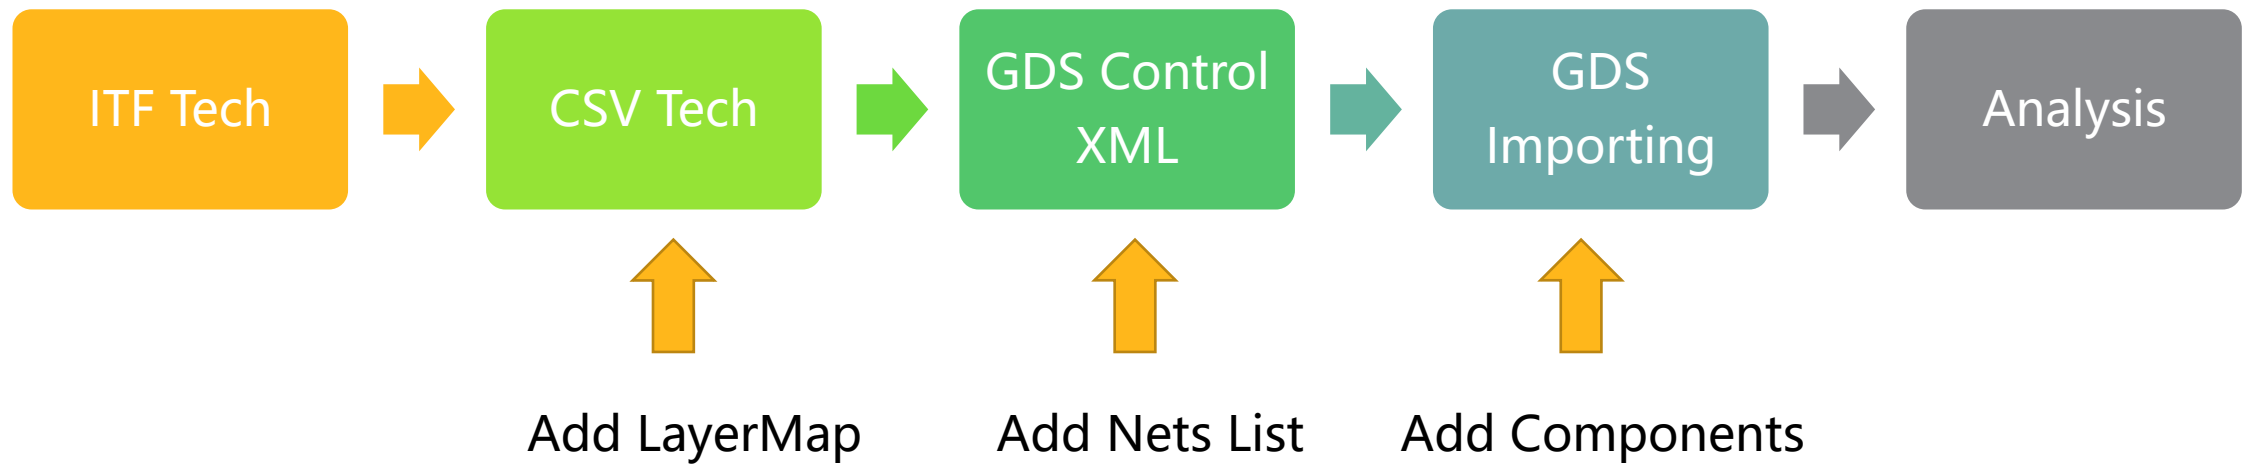 ITF Tech
CSV Tech
GDS Control
XML
GDS
Importing
Analysis
Add LayerMap
Add Nets List
Add Components